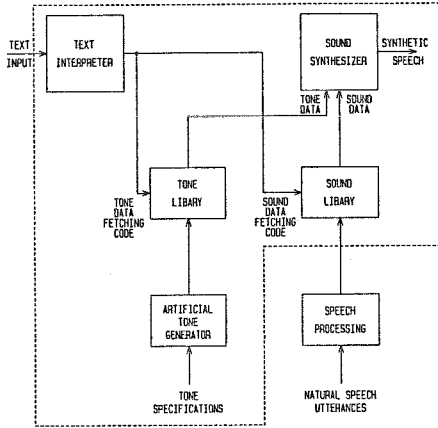 TEXT
INPUT
TEXT
INTERPRETER
SOUND
SYNTHESIZER
SYNTHETIC
SPEECH
TONE
DATA
SOUND
DATA
TONE
DATA
FETCHING
CODE
TONE
LIBARY
SOUND
DATA
FETCHING
CODE
SOUND
LIBRARY
ARTIFICIAL
TONE
GENERATOR
SPEECH
PROCESSING
TONE
SPECIFICATIONS
NATURAL SPEECH
UTTERANCES